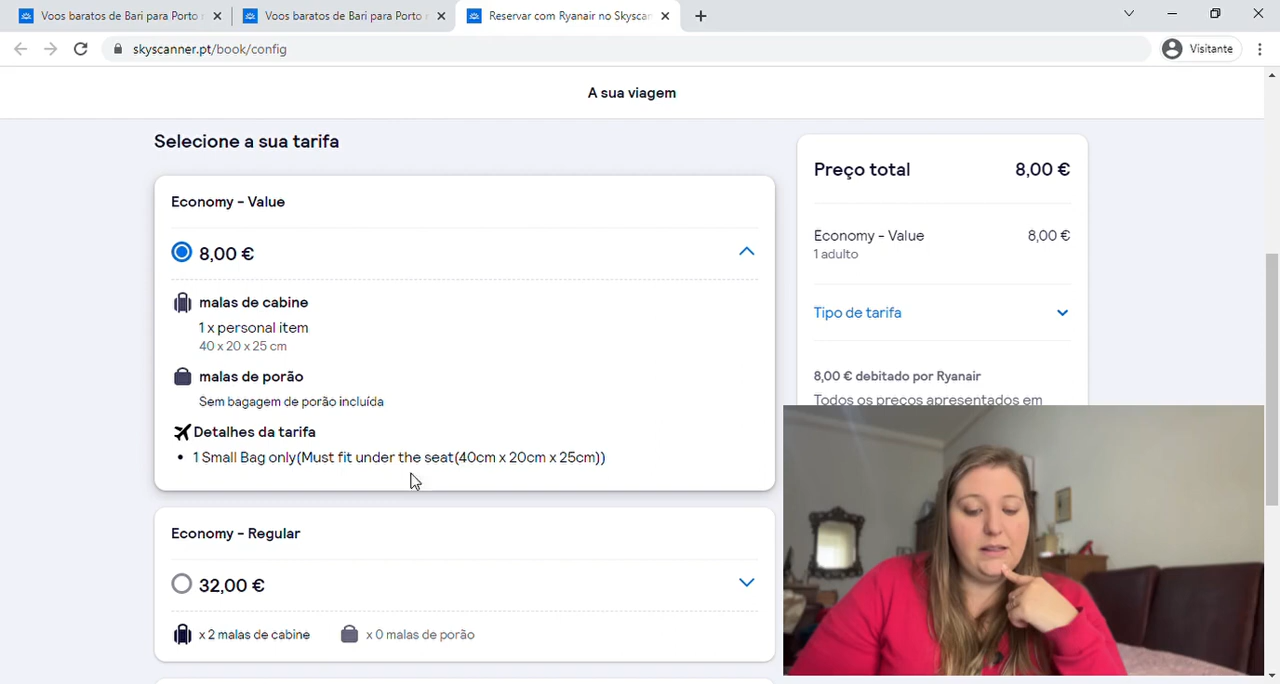 Voos baratos de Bari para Porto
Voos baratos de Bari para Porto
Reservar com Ryanair no Skyscan
skyscanner.pt/book/config
Visitante
A sua viagem
Selecione a sua tarifa
Economy - Value
8,00 €
malas de cabine
1 x personal item
40 x 20 x 25 cm
malas de porão
Sem bagagem de porão incluída
Detalhes da tarifa
• 1 Small Bag only(Must fit under the seat(40cm x 20cm x 25cm))
Economy - Regular
32,00 €
x 2 malas de cabine x 0 malas de porão
Preço total 8,00 €
Economy - Value 8,00 €
1 adulto
Tipo de tarifa
8,00 € debitado por Ryanair
Todos os preços apresentados em